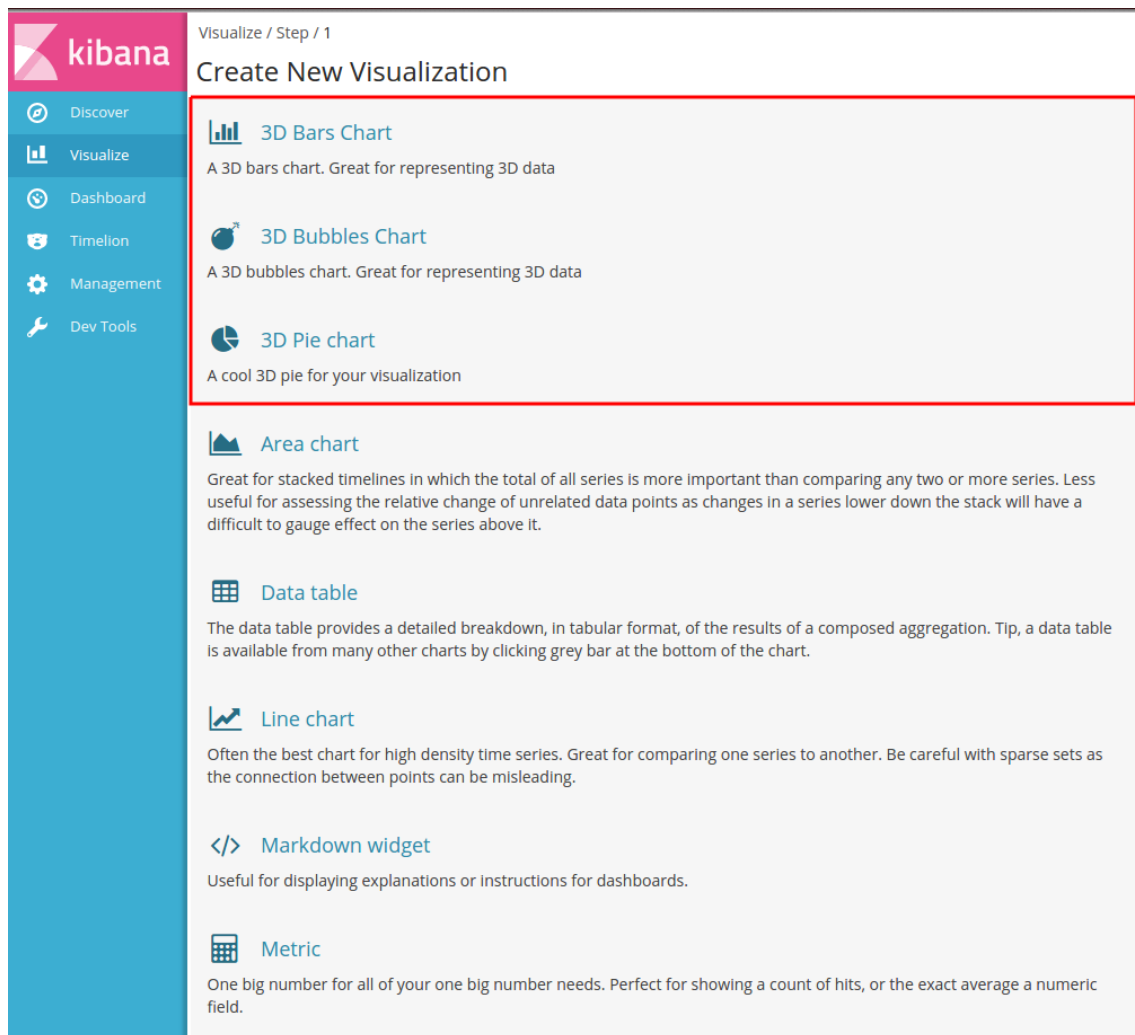 kibana
Discover
Visualize
Dashboard
Timelion
Management
Dev Tools
Visualize / Step / 1
Create New Visualization
3D Bars Chart
A 3D bars chart. Great for representing 3D data
3D Bubbles Chart
A 3D bubbles chart. Great for representing 3D data
3D Pie chart
A cool 3D pie for your visualization
Area chart
Great for stacked timelines in which the total of all series is more important than comparing any two or more series. Less
useful for assessing the relative change of unrelated data points as changes in a series lower down the stack will have a
difficult to gauge effect on the series above it.
Data table
The data table provides a detailed breakdown, in tabular format, of the results of a composed aggregation. Tip, a data table
is available from many other charts by clicking grey bar at the bottom of the chart.
Line chart
Often the best chart for high density time series. Great for comparing one series to another. Be careful with sparse sets as
the connection between points can be misleading.
Markdown widget
Useful for displaying explanations or instructions for dashboards.
Metric
One big number for all of your one big number needs. Perfect for showing a count of hits, or the exact average a numeric
field.